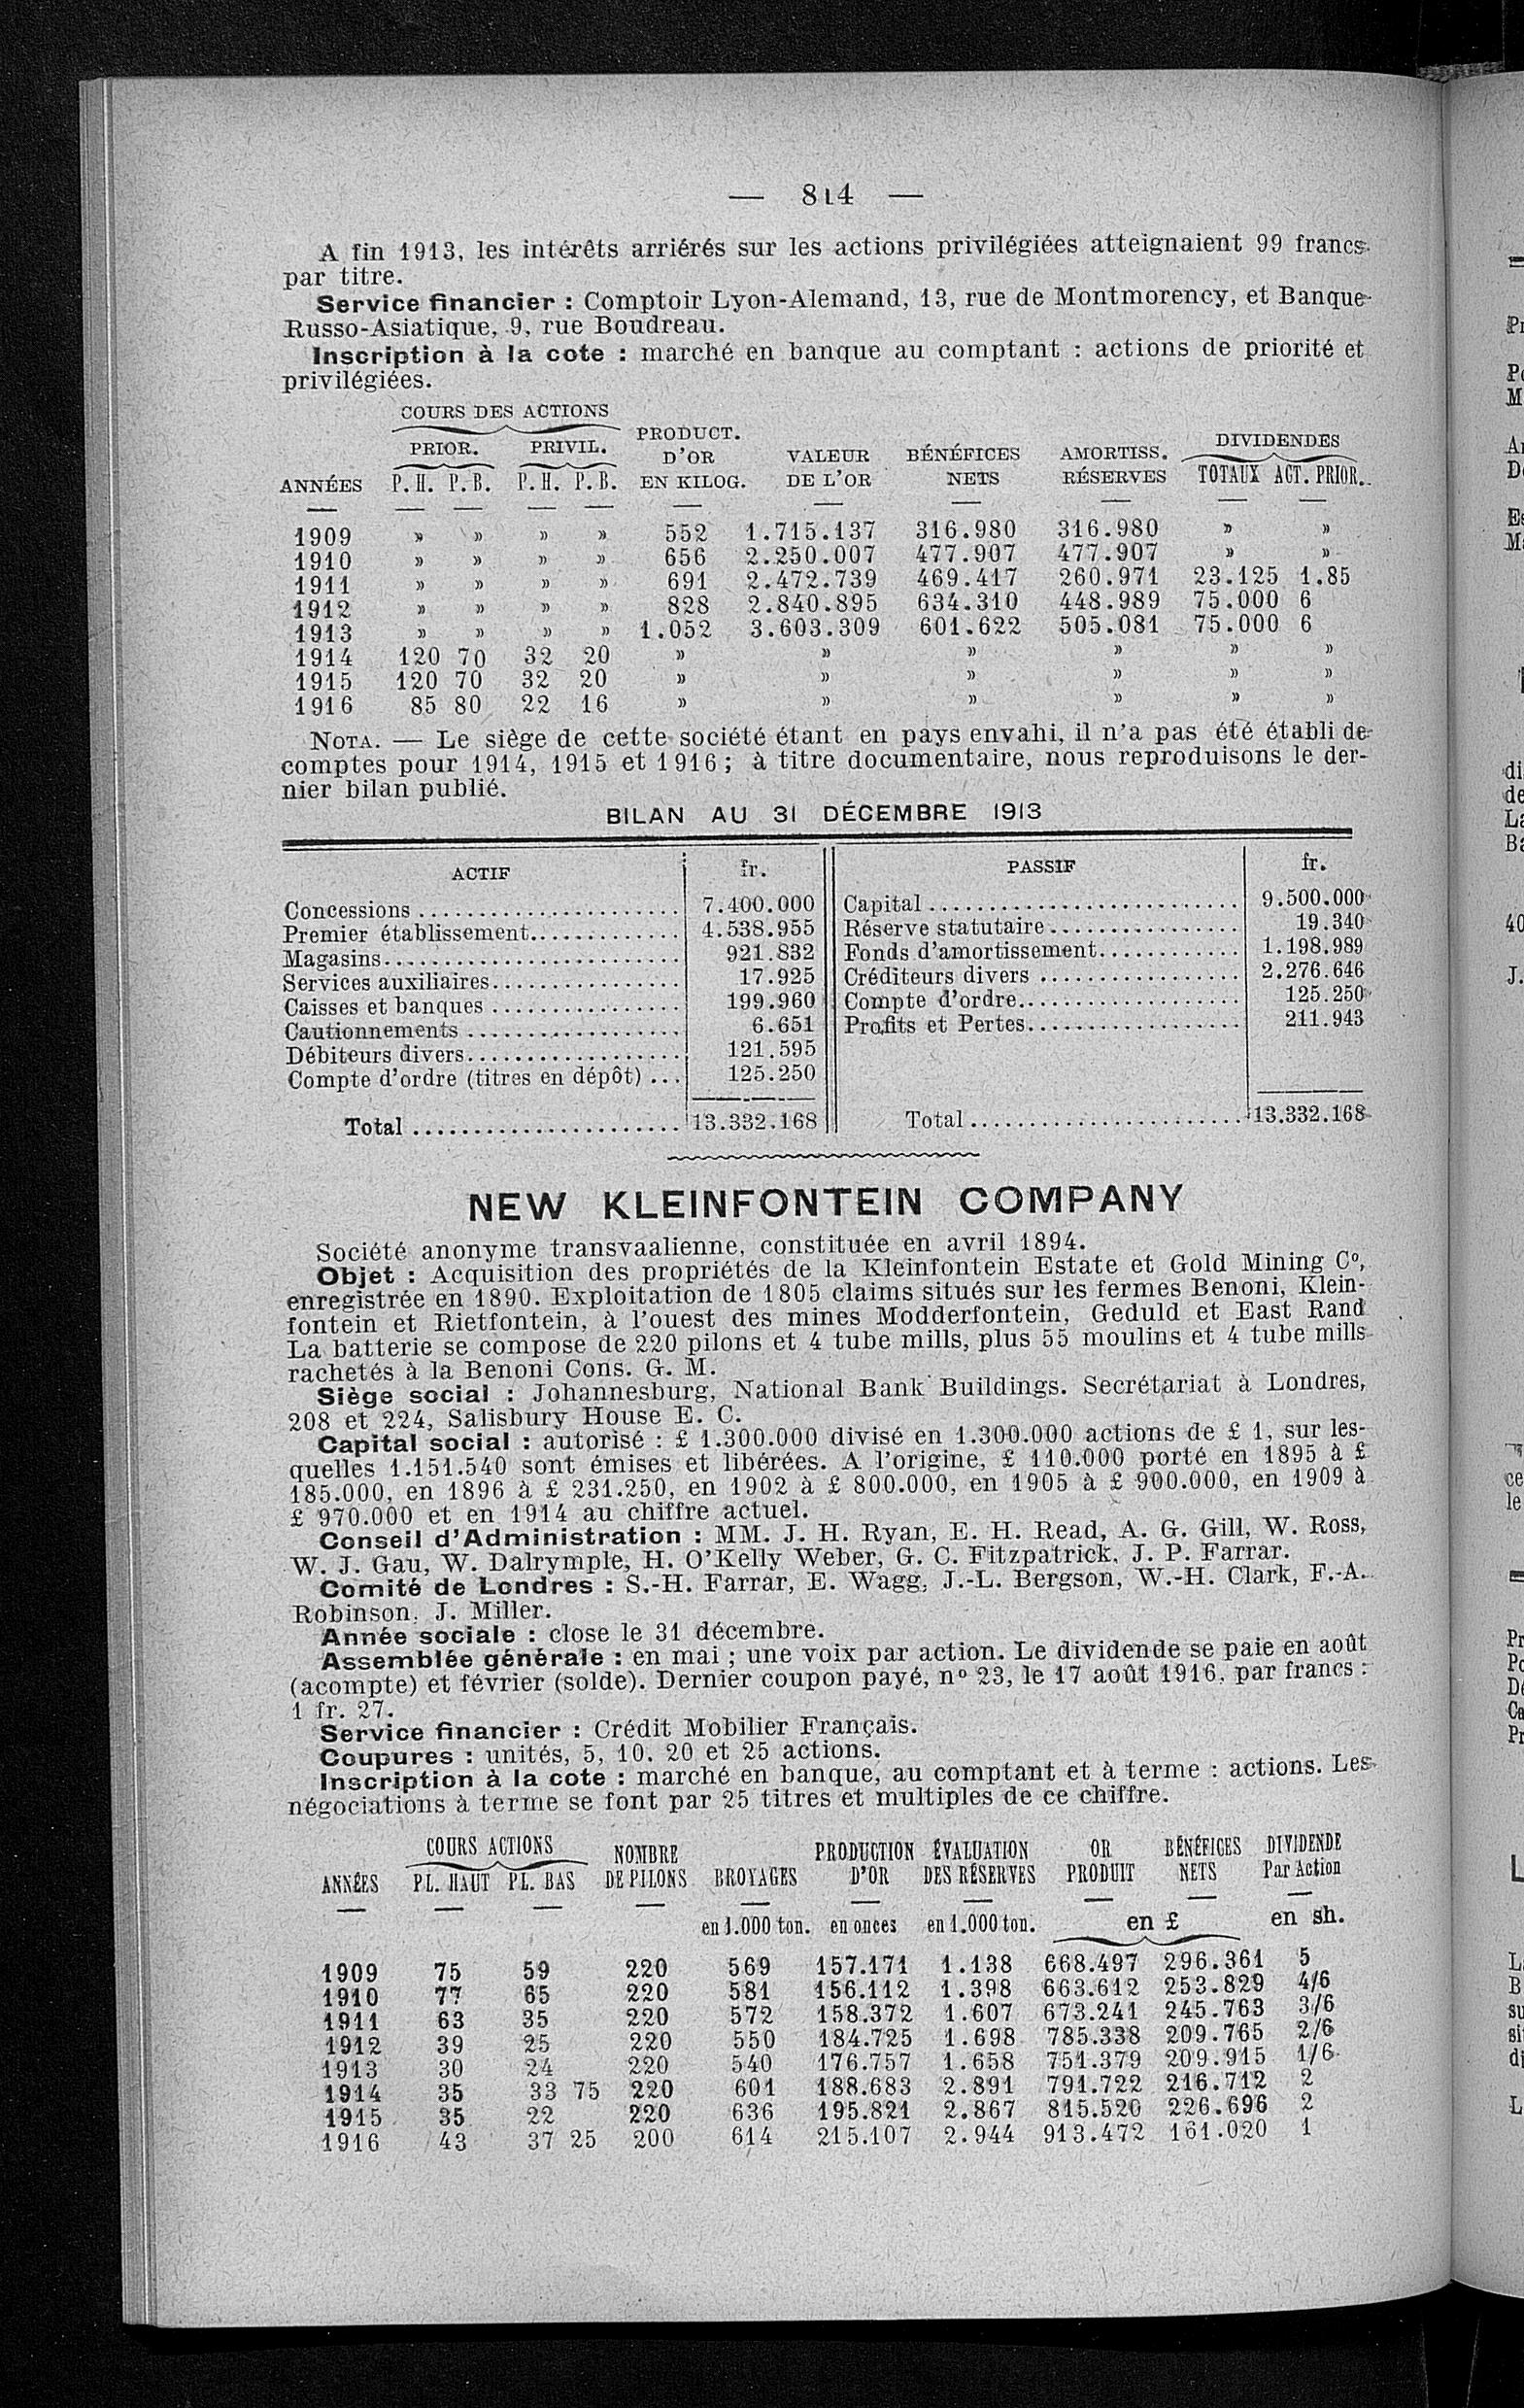 — 814 —
A fin 1913, les intérêts arriérés sur les actions privilégiées atteignaient 99 francs
par titre.
Service financier : Comptoir Lyon-Alemand, 13, rue de Montmorency, et Banque
Russo-Asiatique, 9, rue Boudreau.
Inscription à la cote : marché en banque au comptant : actions de priorité et
privilégiées.
COURS DES ACTIONS
PRIOR. PRIVIL. PRODUCT. D'OR VALEUR BÉNÉFICES AMORTISS. DIVIDENDES
ANNÉES P. H. P. B. P. H. P. B. EN KILOG. DE L'OR NETS RÉSERVES TOTAUX ACT. PRIOR.
1909 » » » » 552 1.715.137 316.980 316.980 » »
1910 » » » » 656 2.250.007 477.907 477.907 » »
1911 » » » » 691 2.472.739 469.417 260.971 23.125 1.85
1912 » » » » 828 2.840.895 634.310 448.989 75.000 6
1913 » » » » 1.052 3.603.309 601.622 505.081 75.000 6
1914 120 70 32 20 » » » » » »
1915 120 70 32 20 » » » » » »
1916 85 80 22 16 » » » » » »
NOTA. — Le siège de cette société étant en pays envahi, il n'a pas été établi de
comptes pour 1914, 1915 et 1916 ; à titre documentaire, nous reproduisons le der-
nier bilan publié.
BILAN AU 31 DÉCEMBRE 1913
ACTIF fr. PASSIF fr.
Concessions ..... 7.400.000 Capital ..... 9.500.000
Premier établissement ..... 4.538.955 Réserve statutaire ..... 19.340
Magasins ..... 921.832 Fonds d'amortissement ..... 1.198.989
Services auxiliaires ..... 17.925 Créditeurs divers ..... 2.276.646
Caisses et banques ..... 199.960 Compte d'ordre ..... 125.250
Cautionnements ..... 6.651 Profits et Pertes ..... 211.943
Débiteurs divers ..... 121.595
Compte d'ordre (titres en dépôt) ... 125.250
Total ..... 13.332.168 Total ..... 13.332.168
NEW KLEINFONTEIN COMPANY
Société anonyme transvaalienne, constituée en avril 1894.
Objet : Acquisition des propriétés de la Kleinfontein Estate et Gold Mining Cº,
enregistrée en 1890. Exploitation de 1805 claims situés sur les fermes Benoni, Klein-
fontein et Rietfontein, à l'ouest des mines Modderfontein, Geduld et East Rand
La batterie se compose de 220 pilons et 4 tube mills, plus 55 moulins et 4 tube mills
rachetés à la Benoni Cons. G. M.
Siège social : Johannesburg, National Bank Buildings. Secrétariat à Londres,
208 et 224, Salisbury House E. C.
Capital social : autorisé : £ 1.300.000 divisé en 1.300.000 actions de £ 1, sur les-
quelles 1.151.540 sont émises et libérées. A l'origine, £ 110.000 porté en 1895 à £
185.000, en 1896 à £ 231.250, en 1902 à £ 800.000, en 1905 à £ 900.000, en 1909 à
£ 970.000 et en 1914 au chiffre actuel.
Conseil d'Administration : MM. J. H. Ryan, E. H. Read, A. G. Gill, W. Ross,
W. J. Gau, W. Dalrymple, H. O'Kelly Weber, G. C. Fitzpatrick, J. P. Farrar.
Comité de Londres : S.-H. Farrar, E. Wagg, J.-L. Bergson, W.-H. Clark, F.-A.
Robinson, J. Miller.
Année sociale : close le 31 décembre.
Assemblée générale : en mai ; une voix par action. Le dividende se paie en août
(acompte) et février (solde). Dernier coupon payé, nº 23, le 17 août 1916, par francs :
1 fr. 27.
Service financier : Crédit Mobilier Français.
Coupures : unités, 5, 10, 20 et 25 actions.
Inscription à la cote : marché en banque, au comptant et à terme : actions. Les
négociations à terme se font par 25 titres et multiples de ce chiffre.
COURS ACTIONS NOMBRE PRODUCTION ÉVALUATION OR BÉNÉFICES DIVIDENDE
ANNÉES PL. HAUT PL. BAS DE PILONS BROYAGES D'OR DES RÉSERVES PRODUIT NETS Par Action
en 1.000 ton. en onces en 1.000 ton. en £ en sh.
1909 75 59 220 569 157.171 1.138 668.497 296.361 5
1910 77 65 220 581 156.112 1.398 663.612 253.829 4/6
1911 63 35 220 572 158.372 1.607 673.241 245.763 3/6
1912 39 25 220 550 184.725 1.698 785.338 209.765 2/6
1913 30 24 220 540 176.757 1.658 751.379 209.915 1/6
1914 35 33 75 220 601 188.683 2.891 791.722 216.712 2
1915 35 22 220 636 195.821 2.867 815.520 226.696 2
1916 43 37 25 200 614 215.107 2.944 913.472 161.020 1